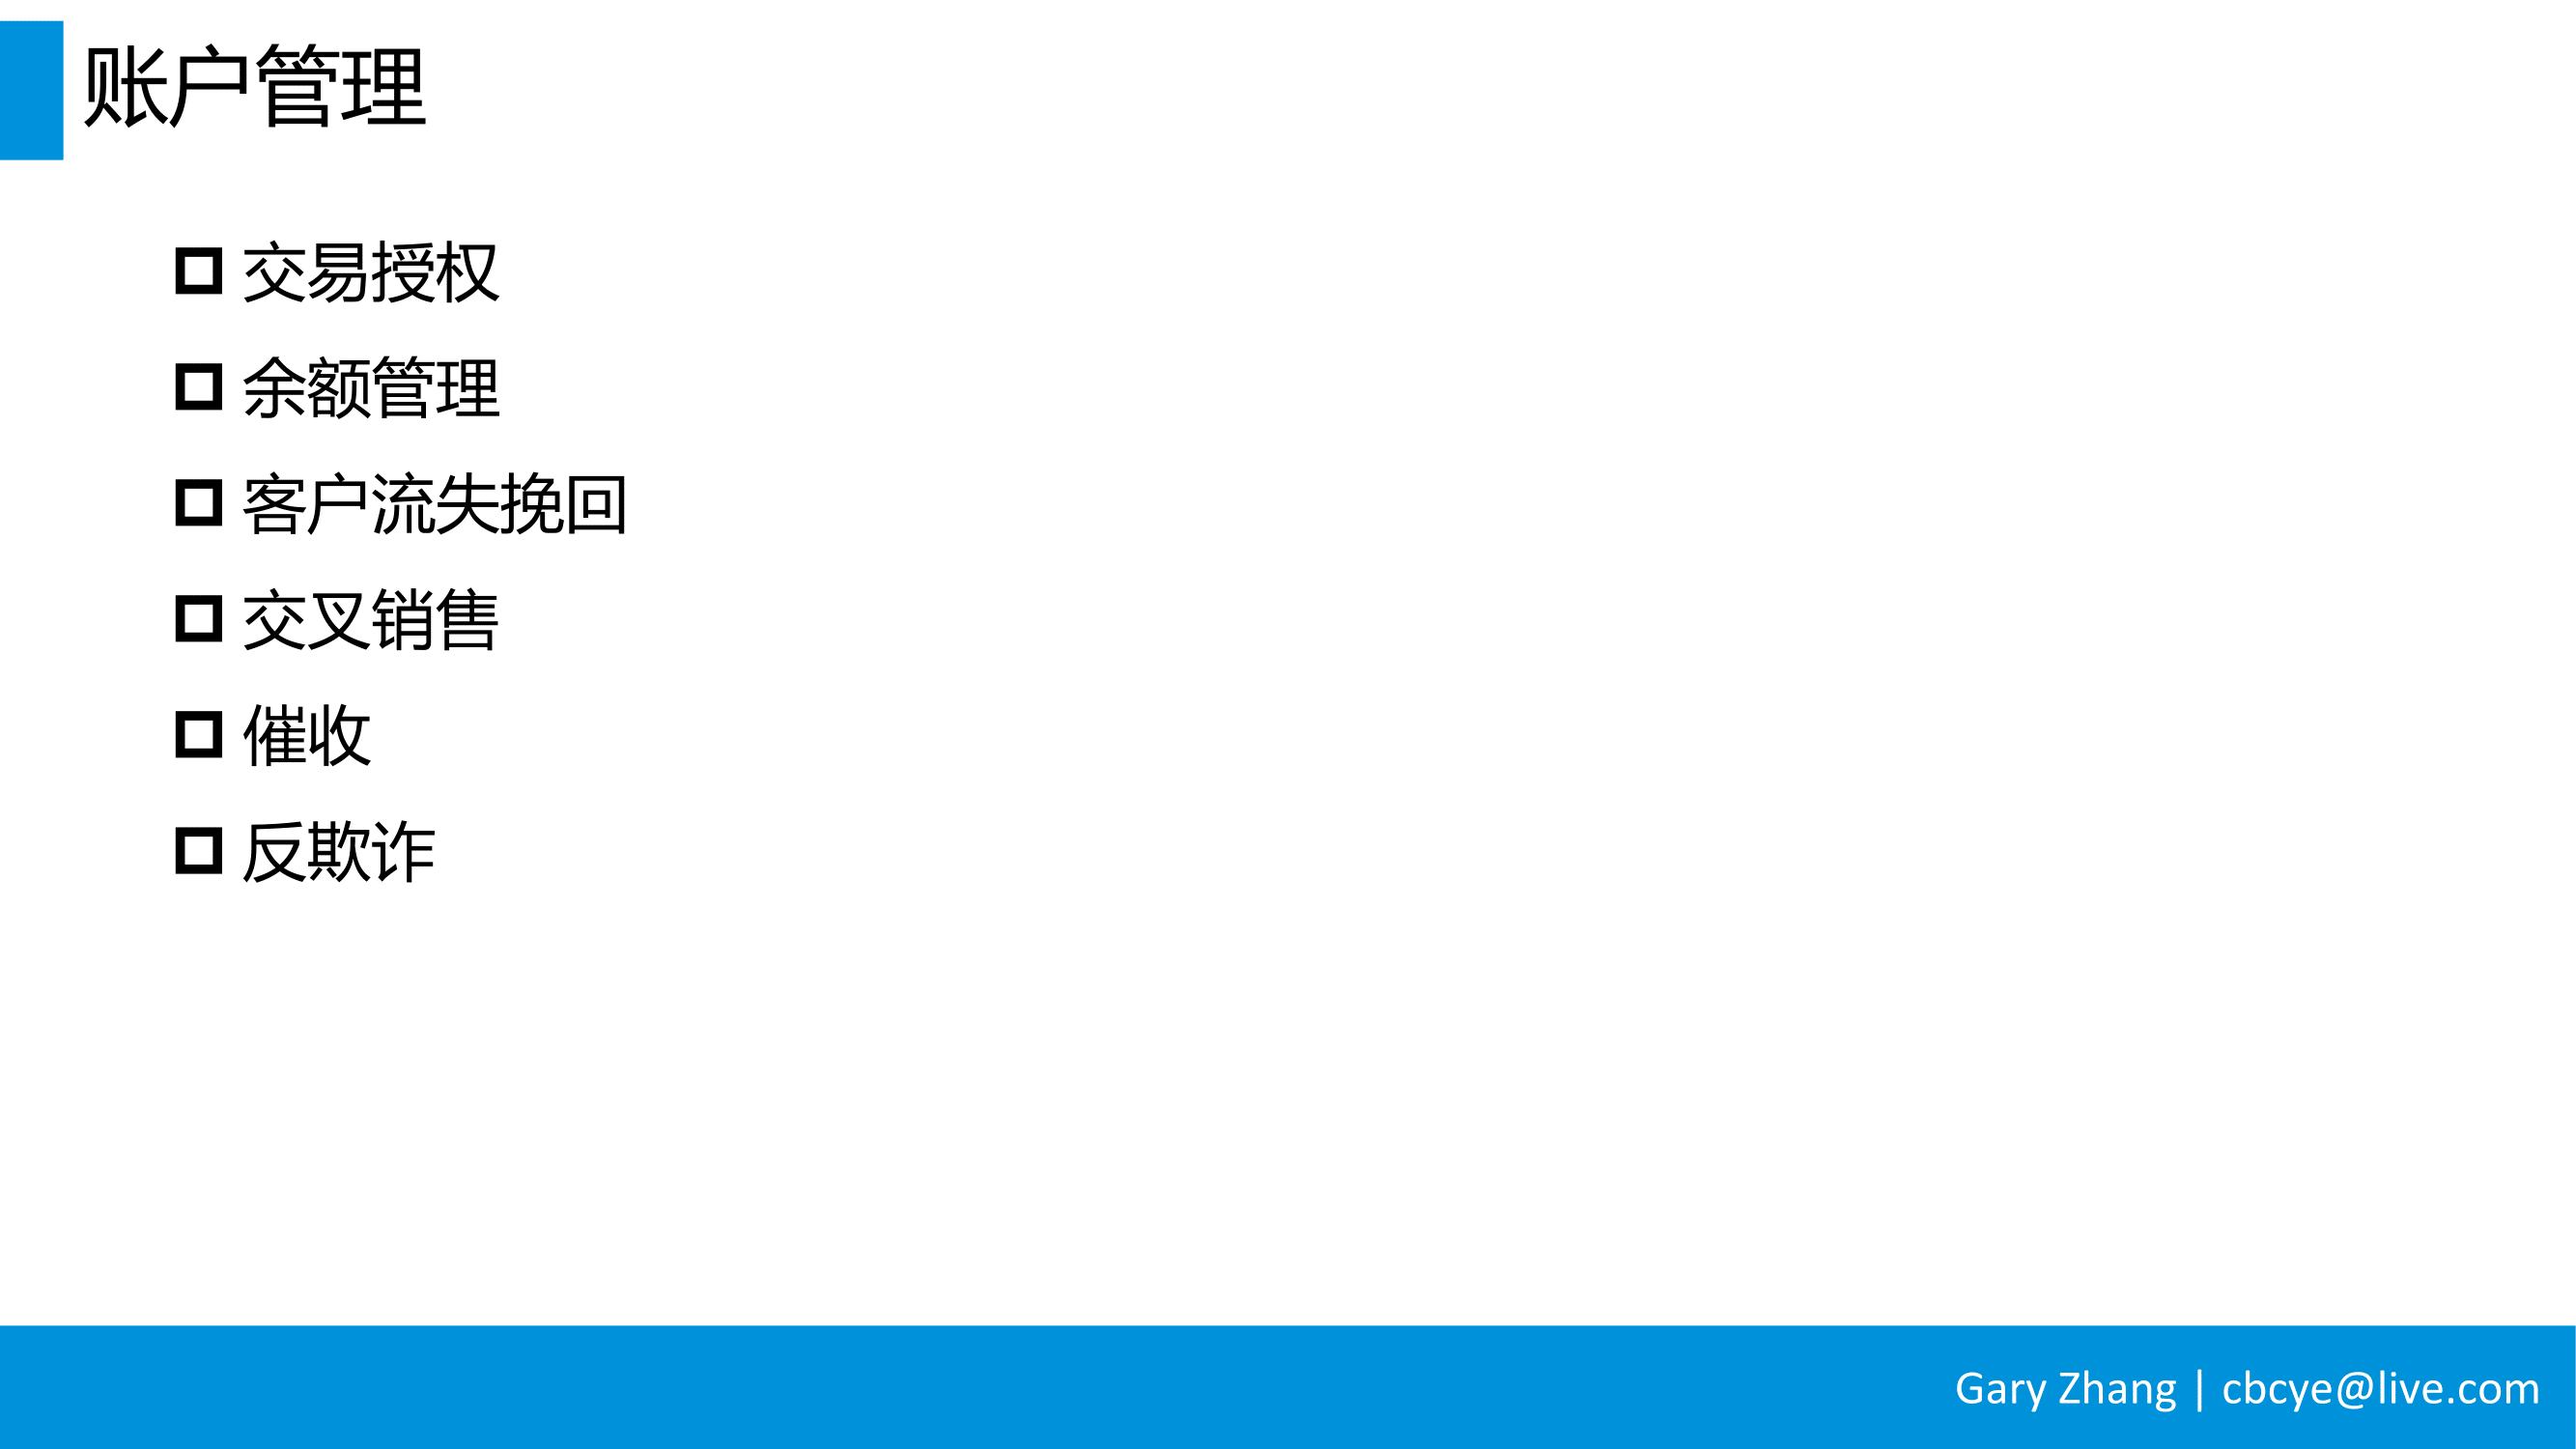 账户管理
交易授权
余额管理
客户流失挽回
交叉销售
催收
反欺诈
Gary Zhang | cbcye@live.com